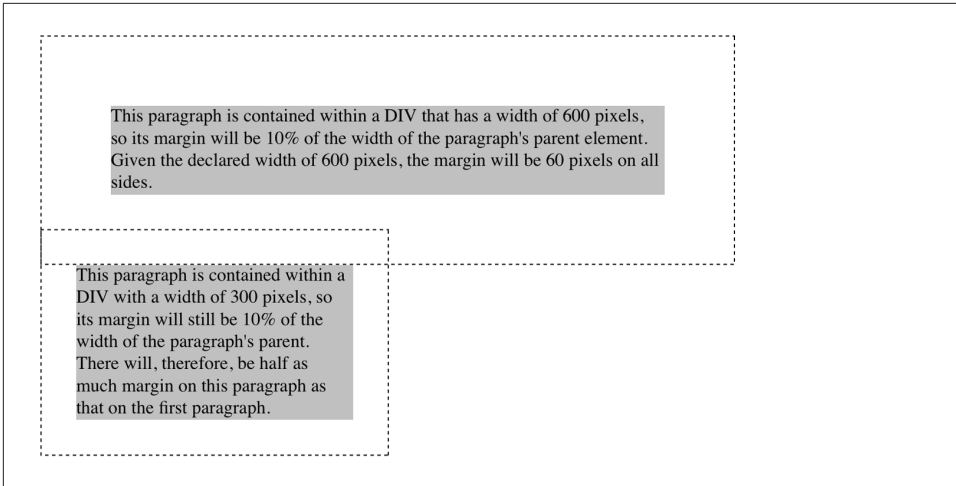 This paragraph is contained within a DIV that has a width of 600 pixels,
so its margin will be 10% of the width of the paragraph's parent element.
Given the declared width of 600 pixels, the margin will be 60 pixels on all
sides.
This paragraph is contained within a
DIV with a width of 300 pixels, so
its margin will still be 10% of the
width of the paragraph's parent.
There will, therefore, be half as
much margin on this paragraph as
that on the first paragraph.